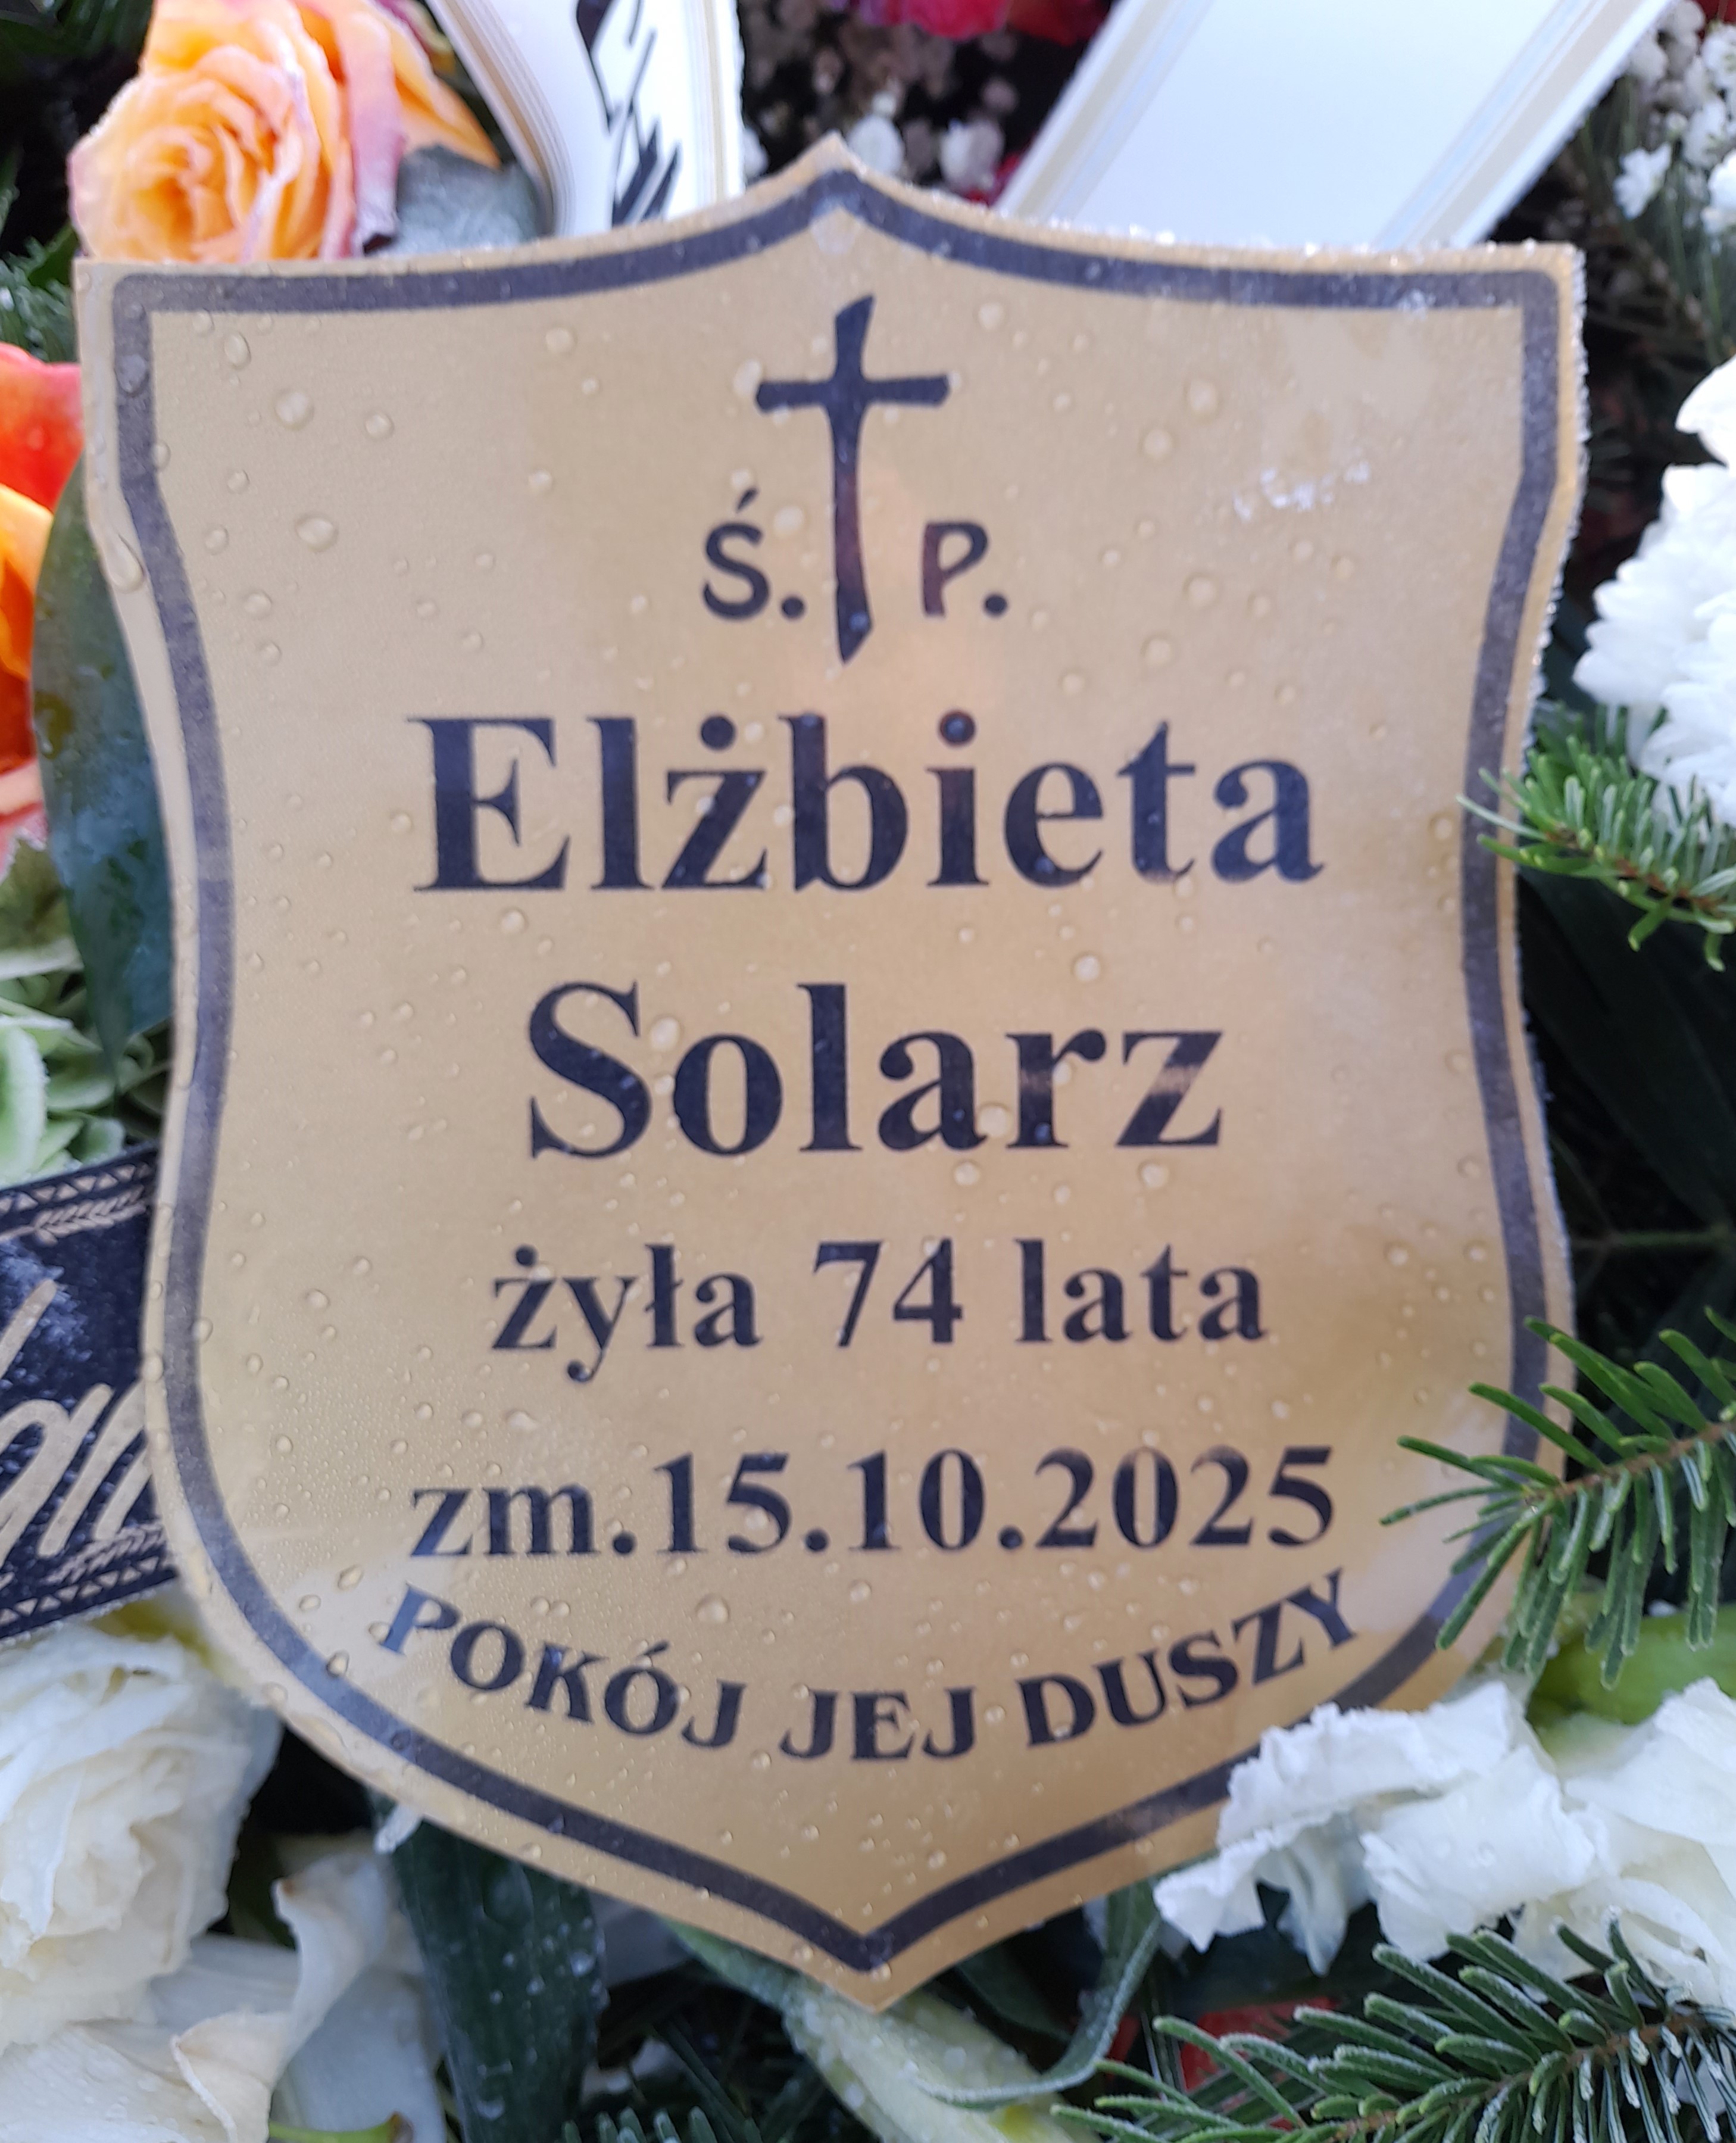 Ś. P.
Elżbieta
Solarz
żyła 74 lata
zm.15.10.2025
POKÓJ JEJ DUSZY